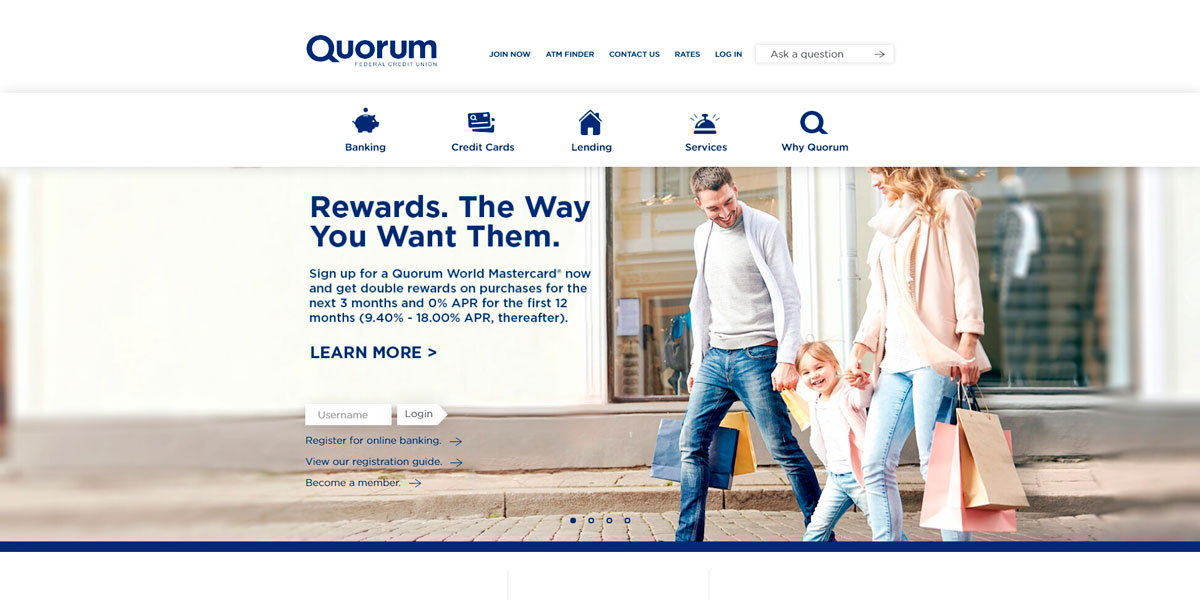 Quorum
FEDERAL CREDIT UNION
JOIN NOW
ATM FINDER
CONTACT US
RATES
LOG IN
Ask a question
Banking
Credit Cards
Lending
Services
Why Quorum
Rewards. The Way
You Want Them.
Sign up for a Quorum World Mastercard® now
and get double rewards on purchases for the
next 3 months and 0% APR for the first 12
months (9.40% - 18.00% APR, thereafter).
LEARN MORE >
Username
Login
Register for online banking.
View our registration guide.
Become a member.